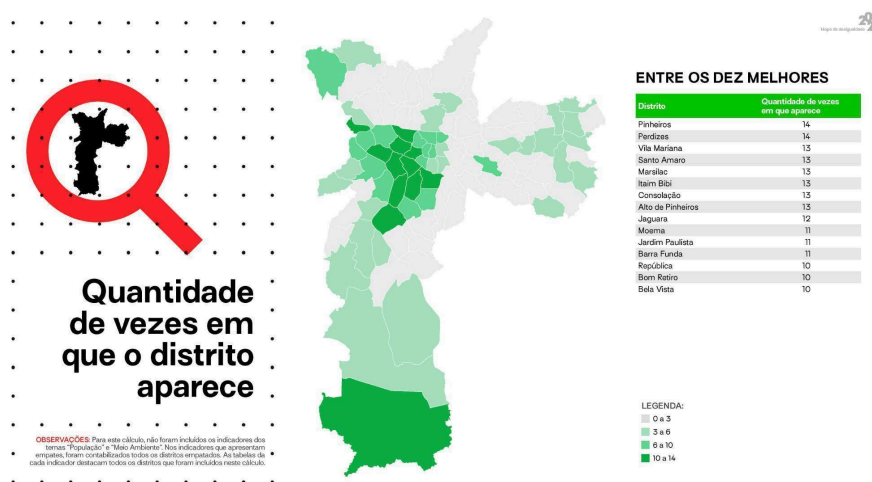 Mapa da desigualdade
Quantidade
de vezes em
que o distrito
aparece
OBSERVAÇÕES: Para este cálculo, não foram incluídos os indicadores dos
temas "População" e "Meio Ambiente". Nos indicadores que apresentam
empates, foram contabilizados todos os distritos empatados. As tabelas da
cada indicador destacam todos os distritos que foram incluídos neste cálculo.
ENTRE OS DEZ MELHORES
Distrito Quantidade de vezes
em que aparece
Pinheiros 14
Perdizes 14
Vila Mariana 13
Santo Amaro 13
Marsilac 13
Itaim Bibi 13
Consolação 13
Alto de Pinheiros 13
Jaguara 12
Moema 11
Jardim Paulista 11
Barra Funda 11
República 10
Bom Retiro 10
Bela Vista 10
LEGENDA:
0 a 3
3 a 6
6 a 10
10 a 14